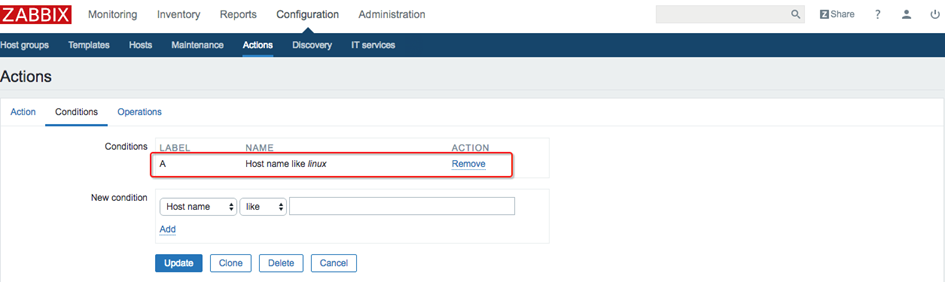 ZABBIX Monitoring Inventory Reports Configuration Administration Z Share ?
Host groups Templates Hosts Maintenance Actions Discovery IT services
Actions
Action Conditions Operations
Conditions LABEL NAME ACTION
A Host name like linux Remove
New condition Host name like
Add
Update Clone Delete Cancel